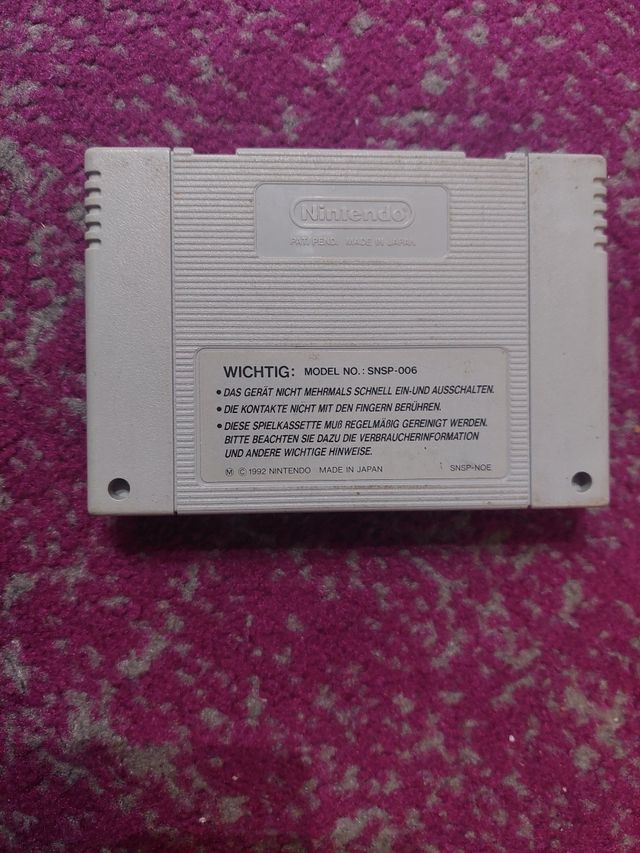 Nintendo
PAT. PEND. MADE IN JAPAN
WICHTIG: MODEL NO.: SNSP-006
• DAS GERÄT NICHT MEHRMALS SCHNELL EIN-UND AUSSCHALTEN.
• DIE KONTAKTE NICHT MIT DEN FINGERN BERÜHREN.
• DIESE SPIELKASSETTE MUß REGELMÄßIG GEREINIGT WERDEN.
BITTE BEACHTEN SIE DAZU DIE VERBRAUCHERINFORMATION
UND ANDERE WICHTIGE HINWEISE.
Ⓜ © 1992 NINTENDO MADE IN JAPAN SNSP-NOE